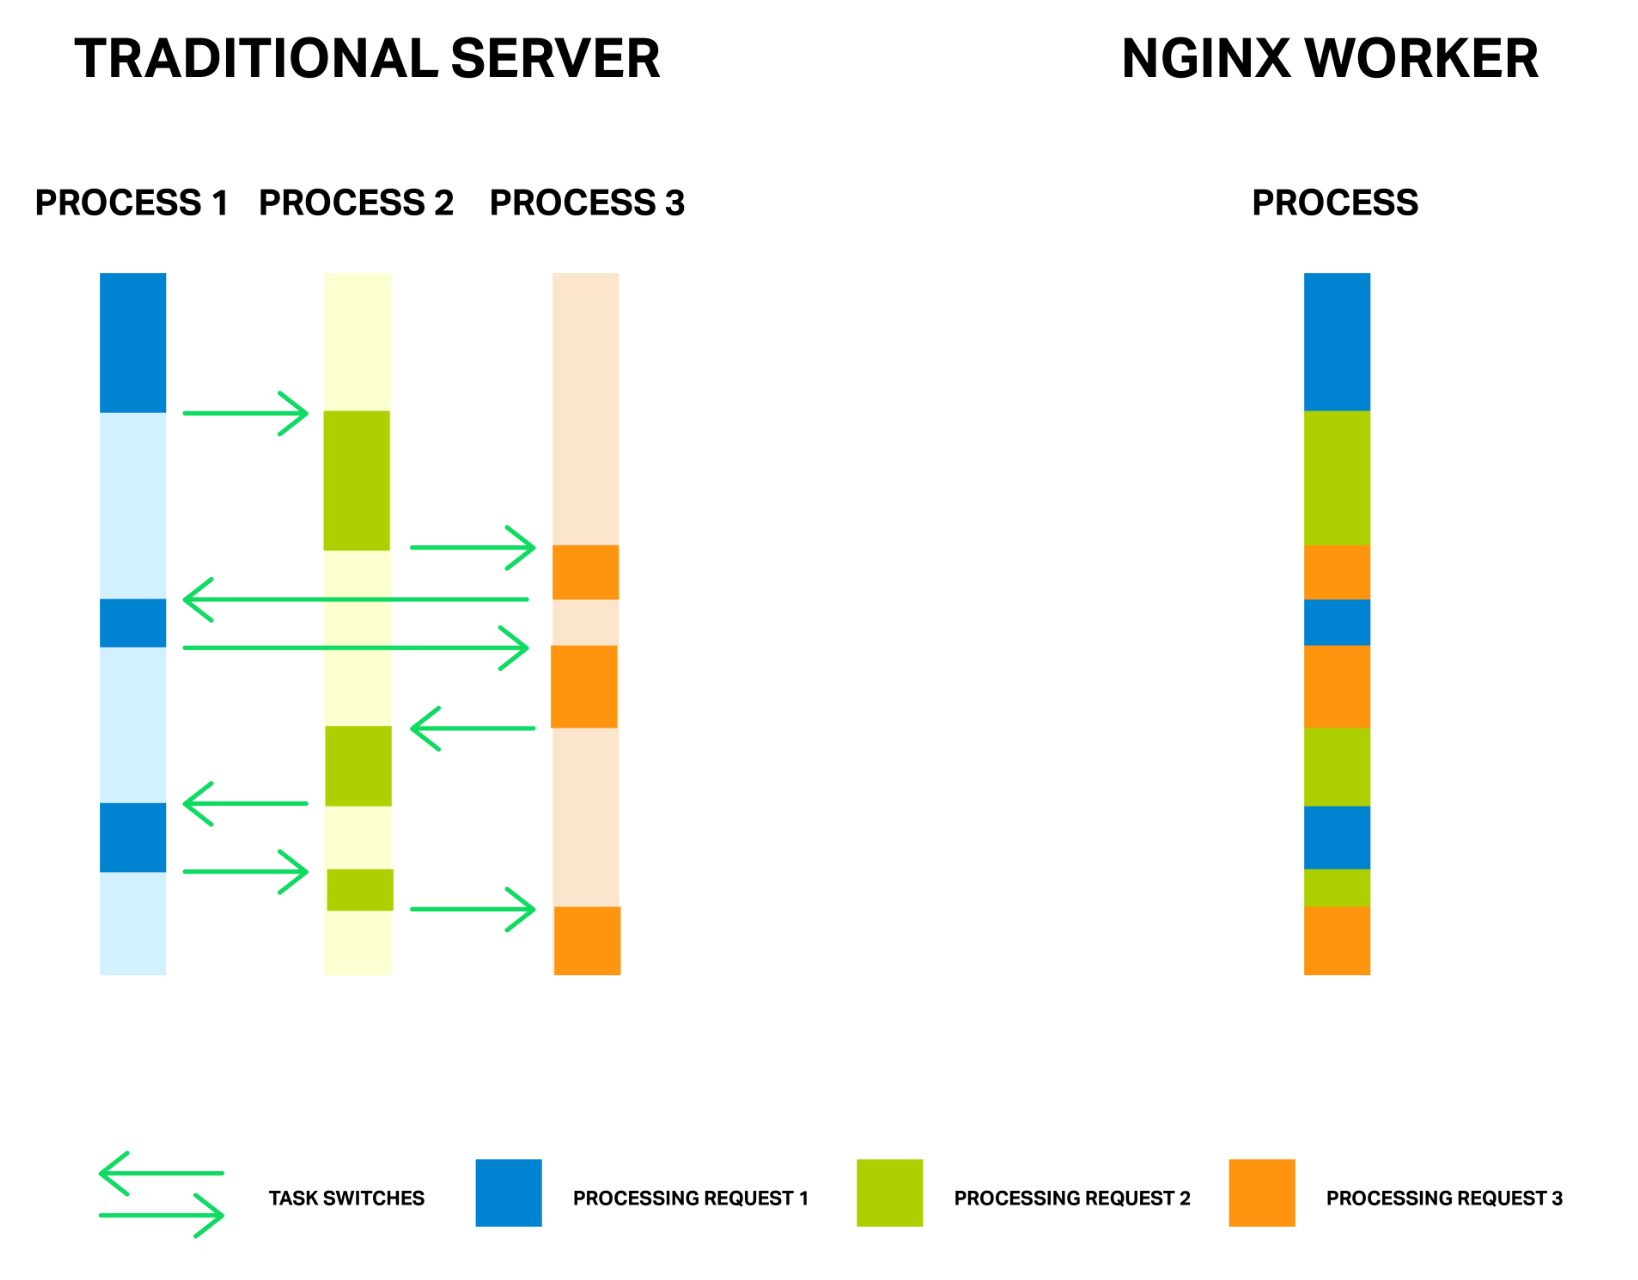 TRADITIONAL SERVER
NGINX WORKER
PROCESS 1
PROCESS 2
PROCESS 3
PROCESS
TASK SWITCHES
PROCESSING REQUEST 1
PROCESSING REQUEST 2
PROCESSING REQUEST 3